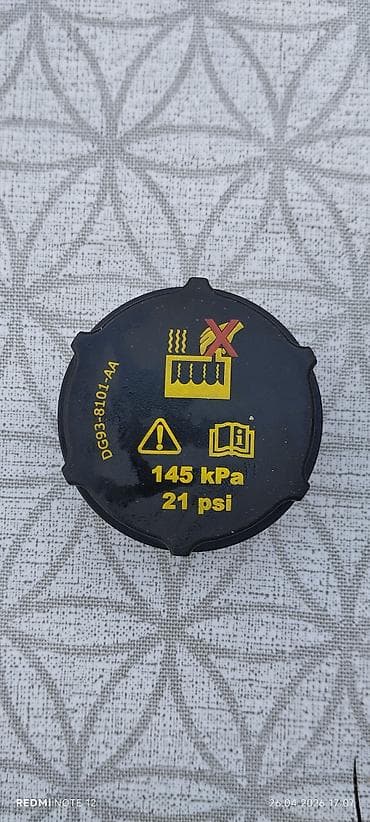 DG93-8101-AA
145 kPa
21 psi
REDMI NOTE 12
26.04.2026 17:07